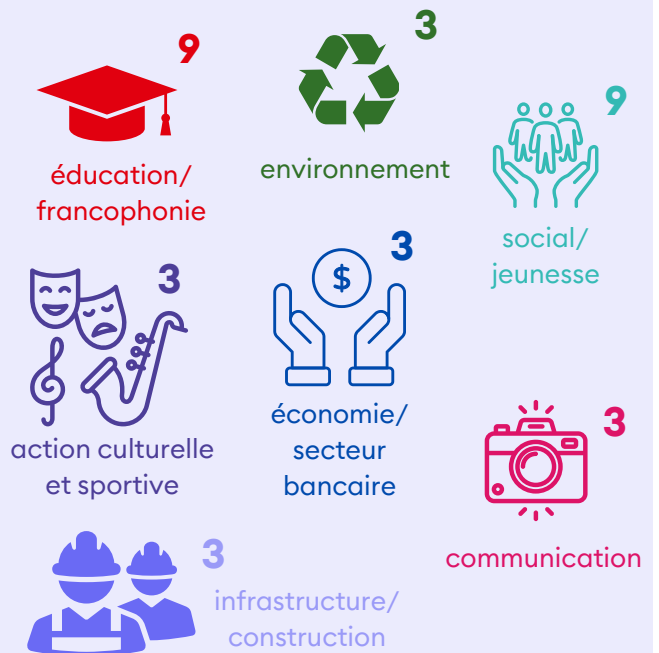 9
éducation/
francophonie
3
environnement
9
social/
jeunesse
3
action culturelle
et sportive
3
$
économie/
secteur
bancaire
3
communication
3
infrastructure/
construction